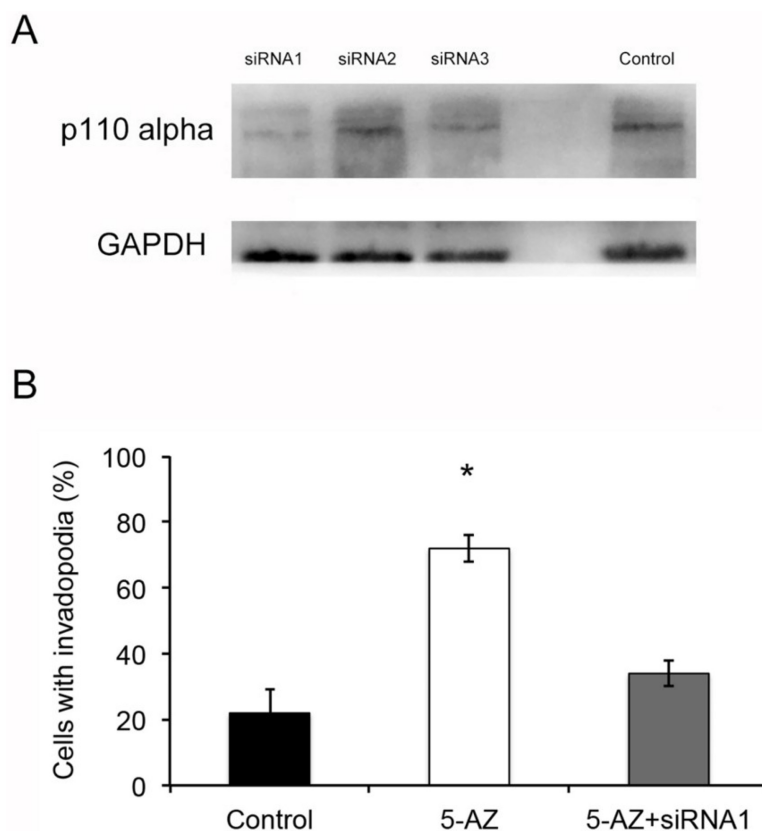 A
siRNA1 siRNA2 siRNA3 Control
p110 alpha
GAPDH
B
Cells with invadopodia (%)
100
80
60
40
20
0
*
Control 5-AZ 5-AZ+siRNA1